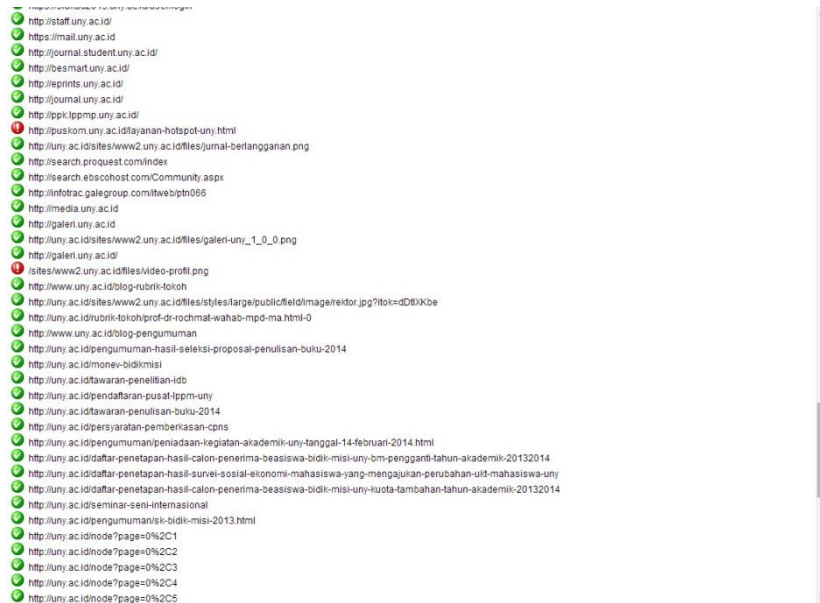 http://staff.uny.ac.id/
https://mail.uny.ac.id
http://journal.student.uny.ac.id/
http://besmart.uny.ac.id/
http://eprints.uny.ac.id/
http://journal.uny.ac.id/
http://ppk.lppmp.uny.ac.id/
http://puskom.uny.ac.id/layanan-hotspot-uny.html
http://uny.ac.id/sites/www2.uny.ac.id/files/jurnal-berlangganan.png
http://search.proquest.com/index
http://search.ebscohost.com/Community.aspx
http://infotrac.galegroup.com/itweb/ptn066
http://media.uny.ac.id
http://galeri.uny.ac.id
http://uny.ac.id/sites/www2.uny.ac.id/files/galeri-uny_1_0_0.png
http://galeri.uny.ac.id/
/sites/www2.uny.ac.id/files/video-profil.png
http://www.uny.ac.id/blog-rubrik-tokoh
http://uny.ac.id/sites/www2.uny.ac.id/files/styles/large/public/field/image/rektor.jpg?itok=dDtlXKbe
http://uny.ac.id/rubrik-tokoh/prof-dr-rochmat-wahab-mpd-ma.html-0
http://www.uny.ac.id/blog-pengumuman
http://uny.ac.id/pengumuman-hasil-seleksi-proposal-penulisan-buku-2014
http://uny.ac.id/monev-bidikmisi
http://uny.ac.id/tawaran-penelitian-idb
http://uny.ac.id/pendaftaran-pusat-lppm-uny
http://uny.ac.id/tawaran-penulisan-buku-2014
http://uny.ac.id/persyaratan-pemberkasan-cpns
http://uny.ac.id/pengumuman/peniadaan-kegiatan-akademik-uny-tanggal-14-februari-2014.html
http://uny.ac.id/daftar-penetapan-hasil-calon-penerima-beasiswa-bidik-misi-uny-bm-pengganti-tahun-akademik-20132014
http://uny.ac.id/daftar-penetapan-hasil-survei-sosial-ekonomi-mahasiswa-yang-mengajukan-perubahan-ukt-mahasiswa-uny
http://uny.ac.id/daftar-penetapan-hasil-calon-penerima-beasiswa-bidik-misi-uny-kuota-tambahan-tahun-akademik-20132014
http://uny.ac.id/seminar-seni-internasional
http://uny.ac.id/pengumuman/sk-bidik-misi-2013.html
http://uny.ac.id/node?page=0%2C1
http://uny.ac.id/node?page=0%2C2
http://uny.ac.id/node?page=0%2C3
http://uny.ac.id/node?page=0%2C4
http://uny.ac.id/node?page=0%2C5